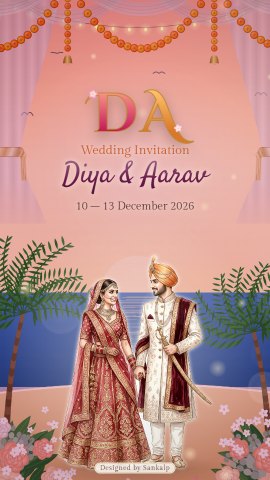 DA
Wedding Invitation
Diya & Aarav
10 — 13 December 2026
Designed by Sankalp